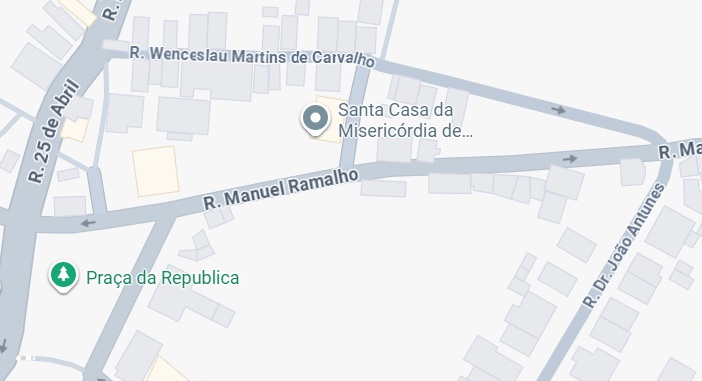 R.
R. Wenceslau Martins de Carvalho
R. 25 de Abril
Santa Casa da
Misericórdia de...
R. Ma
R. Manuel Ramalho
R. Dr. João Antunes
Praça da Republica